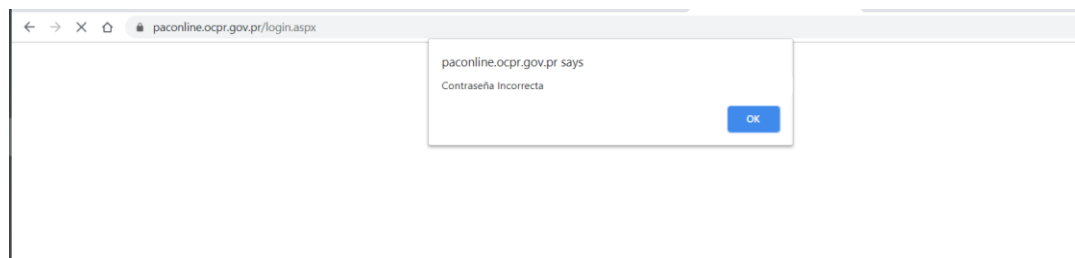 paconline.ocpr.gov.pr/login.aspx
paconline.ocpr.gov.pr says
Contraseña Incorrecta
OK